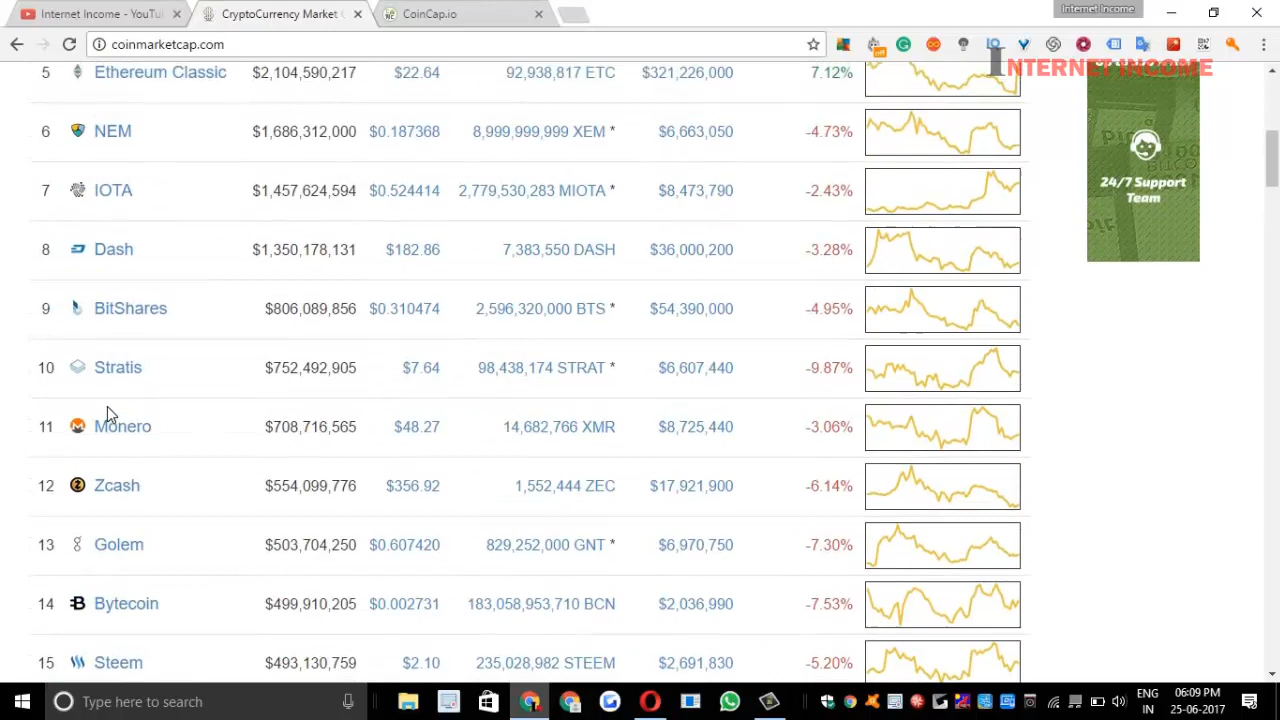 Internet Income - YouTu
CryptoCurrency Market
CoinCap.io
Internet Income
coinmarketcap.com
INTERNET INCOME
5 Ethereum Classic $2,104,590,217 $22.64 92,938,817 ETC $321,226,000 7.12%
6 NEM $1,686,312,000 $0.187368 8,999,999,999 XEM * $6,663,050 -4.73%
7 IOTA $1,457,624,594 $0.524414 2,779,530,283 MIOTA * $8,473,790 -2.43%
8 Dash $1,350,178,131 $182.86 7,383,550 DASH $36,000,200 -3.28%
9 BitShares $806,089,856 $0.310474 2,596,320,000 BTS * $54,390,000 -4.95%
10 Stratis $752,492,905 $7.64 98,438,174 STRAT * $6,607,440 -9.87%
11 Monero $708,716,565 $48.27 14,682,766 XMR $8,725,440 -3.06%
12 Zcash $554,099,776 $356.92 1,552,444 ZEC $17,921,900 -6.14%
13 Golem $503,704,250 $0.607420 829,252,000 GNT * $6,970,750 -7.30%
14 Bytecoin $499,910,205 $0.002731 183,058,953,710 BCN $2,036,990 -7.53%
15 Steem $493,130,759 $2.10 235,028,982 STEEM $2,691,830 -5.20%
24/7 Support
Team
Type here to search
ENG
IN
06:09 PM
25-06-2017